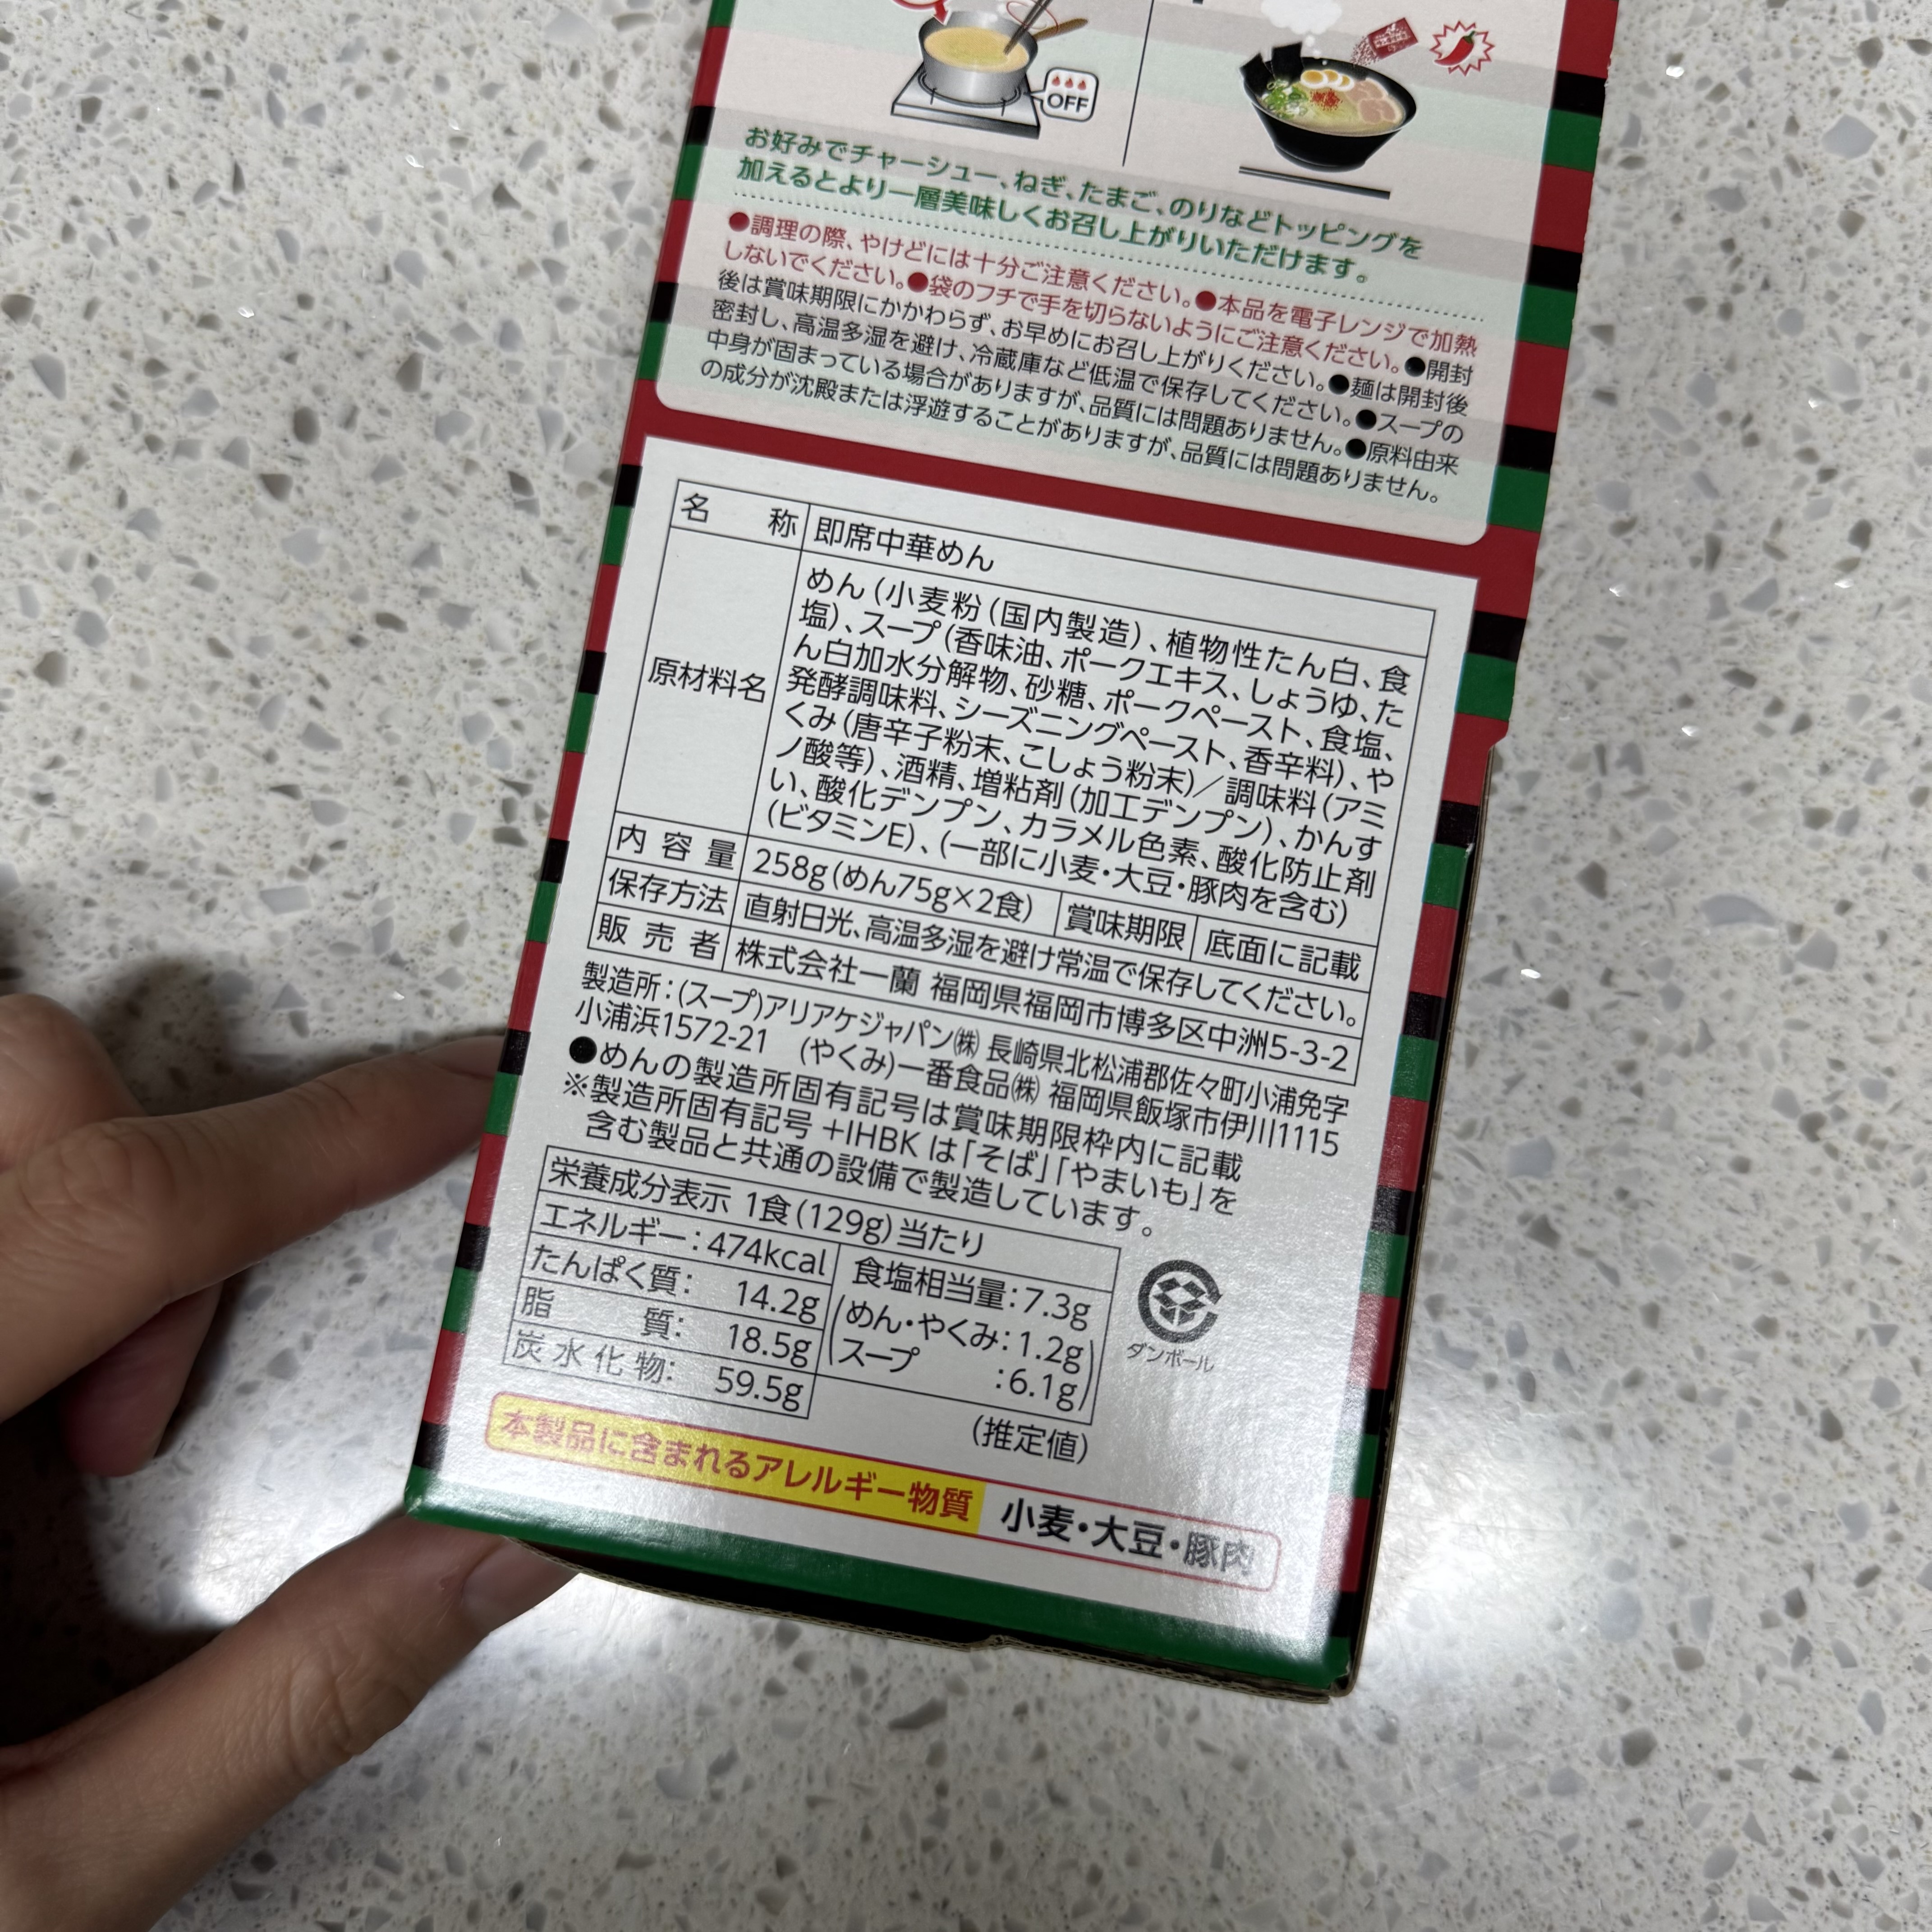 OFF
お好みでチャーシュー、ねぎ、たまご、のりなどトッピングを
加えるとより一層美味しくお召し上がりいただけます。
●調理の際、やけどには十分ご注意ください。●本品を電子レンジで加熱
しないでください。●袋のフチで手を切らないようにご注意ください。●開封
後は賞味期限にかかわらず、お早めにお召し上がりください。●麺は開封後
密封し、高温多湿を避け、冷蔵庫など低温で保存してください。●スープの
中身が固まっている場合がありますが、品質には問題ありません。●原料由来
の成分が沈殿または浮遊することがありますが、品質には問題ありません。
名称 即席中華めん
原材料名 めん(小麦粉(国内製造)、植物性たん白、食
塩)、スープ(香味油、ポークエキス、しょうゆ、た
ん白加水分解物、砂糖、ポークペースト、食塩、
発酵調味料、シーズニングペースト、香辛料)、や
くみ(唐辛子粉末、こしょう粉末)/調味料(アミ
ノ酸等)、酒精、増粘剤(加工デンプン)、かんす
い、酸化デンプン、カラメル色素、酸化防止剤
(ビタミンE)、(一部に小麦・大豆・豚肉を含む)
内容量 258g(めん75g×2食) 賞味期限 底面に記載
保存方法 直射日光、高温多湿を避け常温で保存してください。
販売者 株式会社一蘭 福岡県福岡市博多区中洲5-3-2
製造所:(スープ)アリアケジャパン㈱ 長崎県北松浦郡佐々町小浦免字
小浦浜1572-21 (やくみ)一番食品㈱ 福岡県飯塚市伊川1115
●めんの製造所固有記号は賞味期限枠内に記載
※製造所固有記号 +IHBK は「そば」「やまいも」を
含む製品と共通の設備で製造しています。
栄養成分表示 1食(129g)当たり
エネルギー:474kcal 食塩相当量:7.3g
たんぱく質: 14.2g (めん・やくみ:1.2g
脂質: 18.5g スープ :6.1g)
炭水化物: 59.5g
(推定値)
ダンボール
本製品に含まれるアレルギー物質 小麦・大豆・豚肉